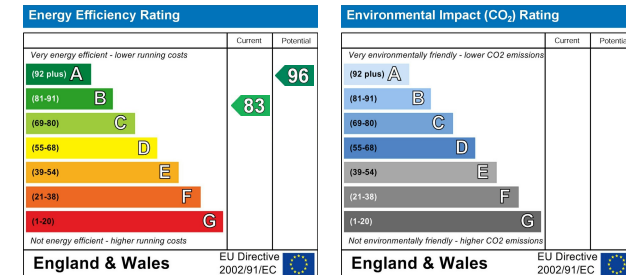 Energy Efficiency Rating
Current Potential
Very energy efficient - lower running costs
(92 plus) A
96
(81-91) B
83
(69-80) C
(55-68) D
(39-54) E
(21-38) F
(1-20) G
Not energy efficient - higher running costs
England & Wales
EU Directive
2002/91/EC
Environmental Impact (CO2) Rating
Current Potential
Very environmentally friendly - lower CO2 emissions
(92 plus) A
(81-91) B
(69-80) C
(55-68) D
(39-54) E
(21-38) F
(1-20) G
Not environmentally friendly - higher CO2 emissions
England & Wales
EU Directive
2002/91/EC